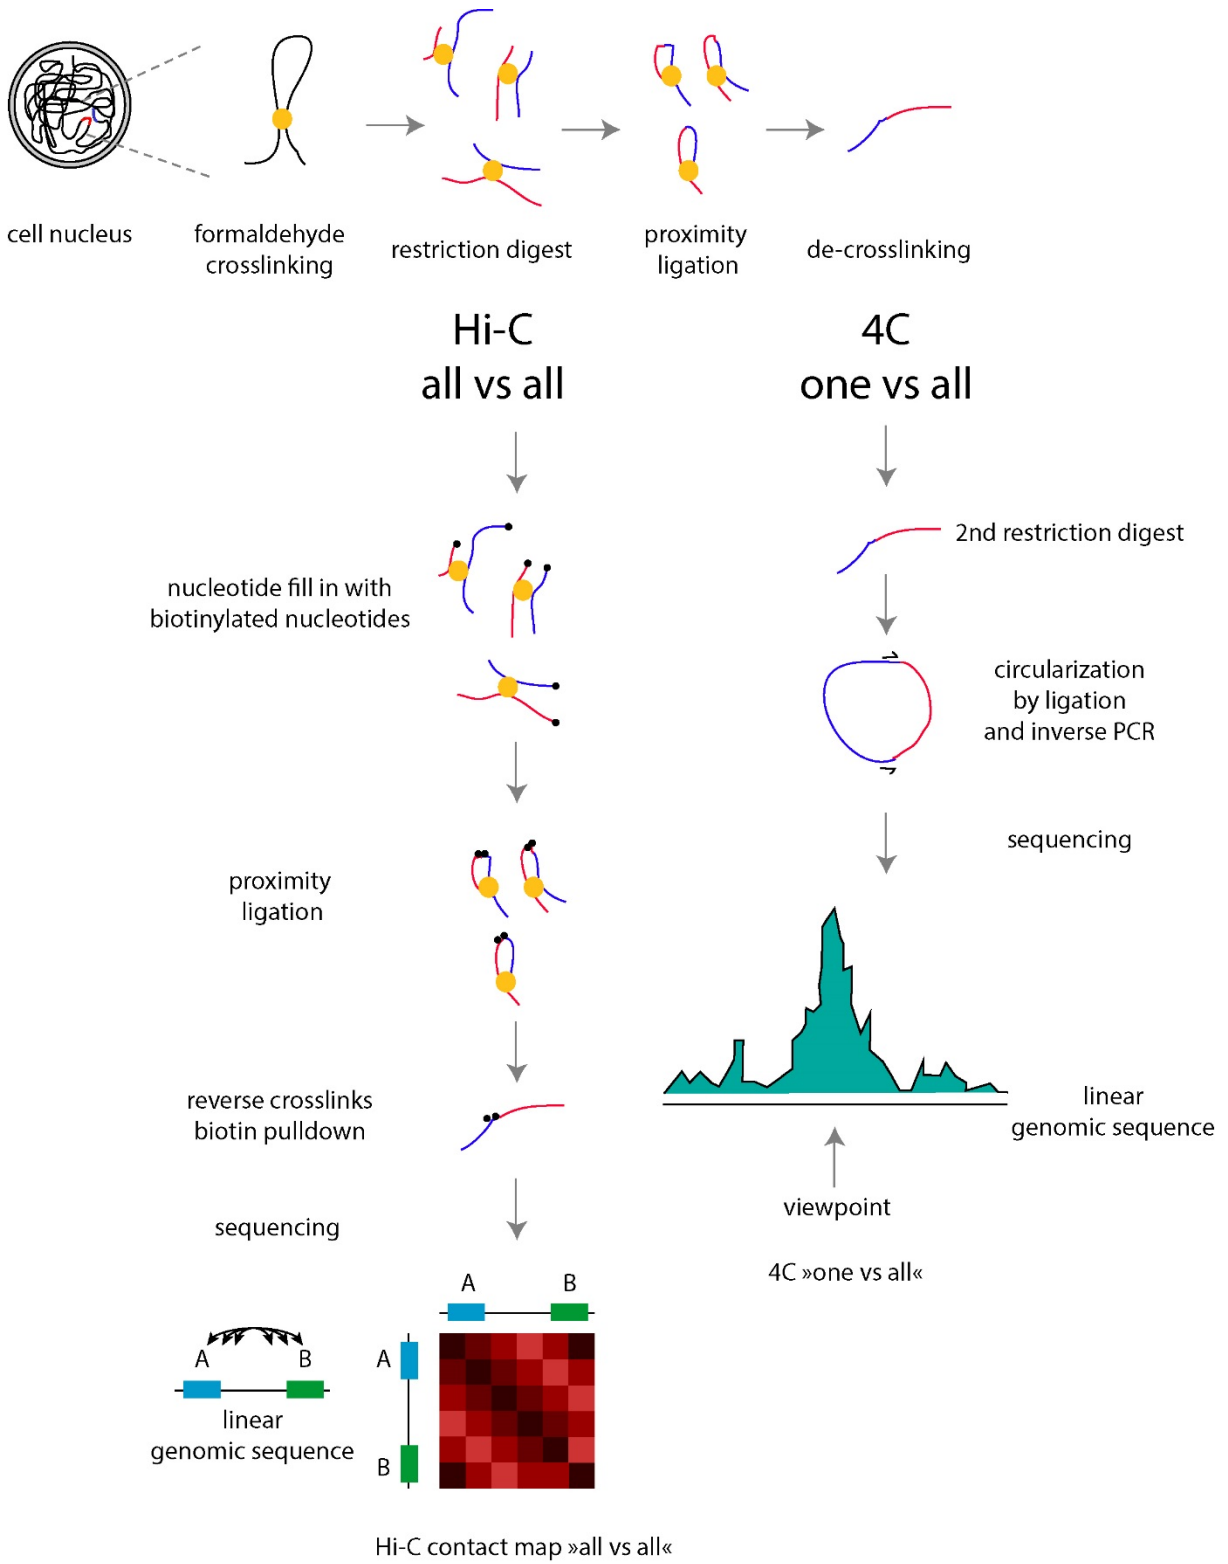 cell nucleus
formaldehyde
crosslinking
restriction digest
proximity
ligation
de-crosslinking
Hi-C
all vs all
4C
one vs all
nucleotide fill in with
biotinylated nucleotides
2nd restriction digest
circularization
by ligation
and inverse PCR
proximity
ligation
sequencing
reverse crosslinks
biotin pulldown
linear
genomic sequence
viewpoint
4C »one vs all«
sequencing
A B
A B
linear
genomic sequence
A
B
Hi-C contact map »all vs all«